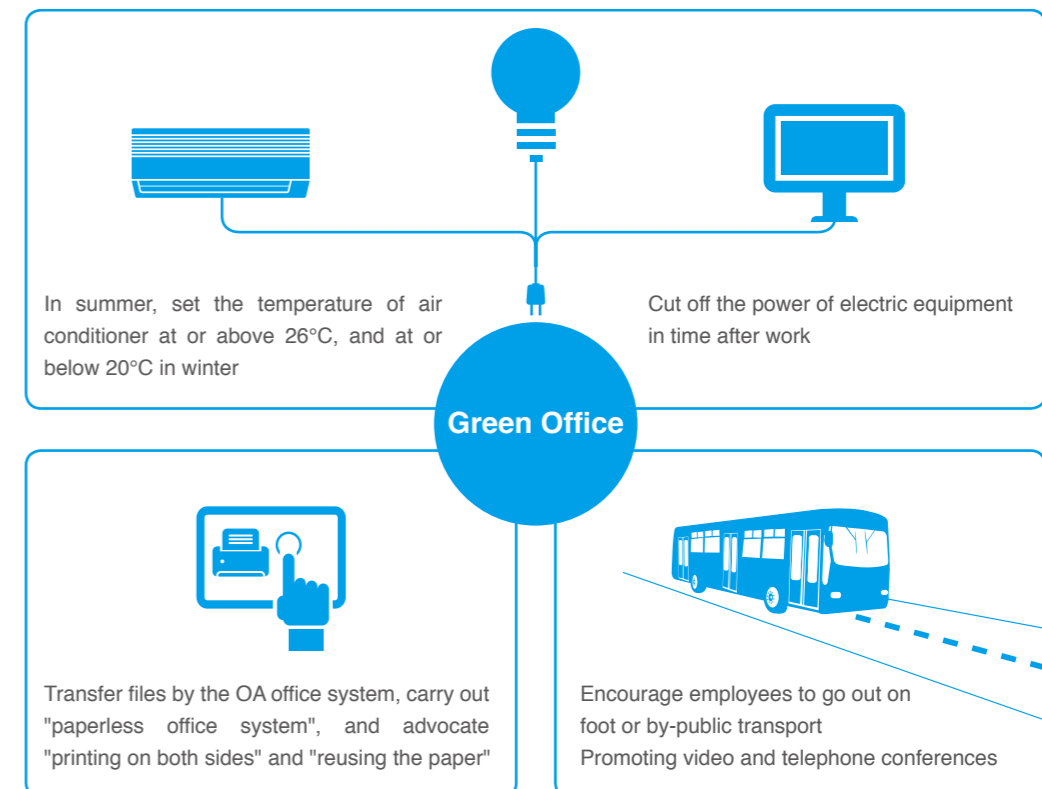 In summer, set the temperature of air
conditioner at or above 26°C, and at or
below 20°C in winter
Cut off the power of electric equipment
in time after work
Green Office
Transfer files by the OA office system, carry out
"paperless office system", and advocate
"printing on both sides" and "reusing the paper"
Encourage employees to go out on
foot or by-public transport
Promoting video and telephone conferences